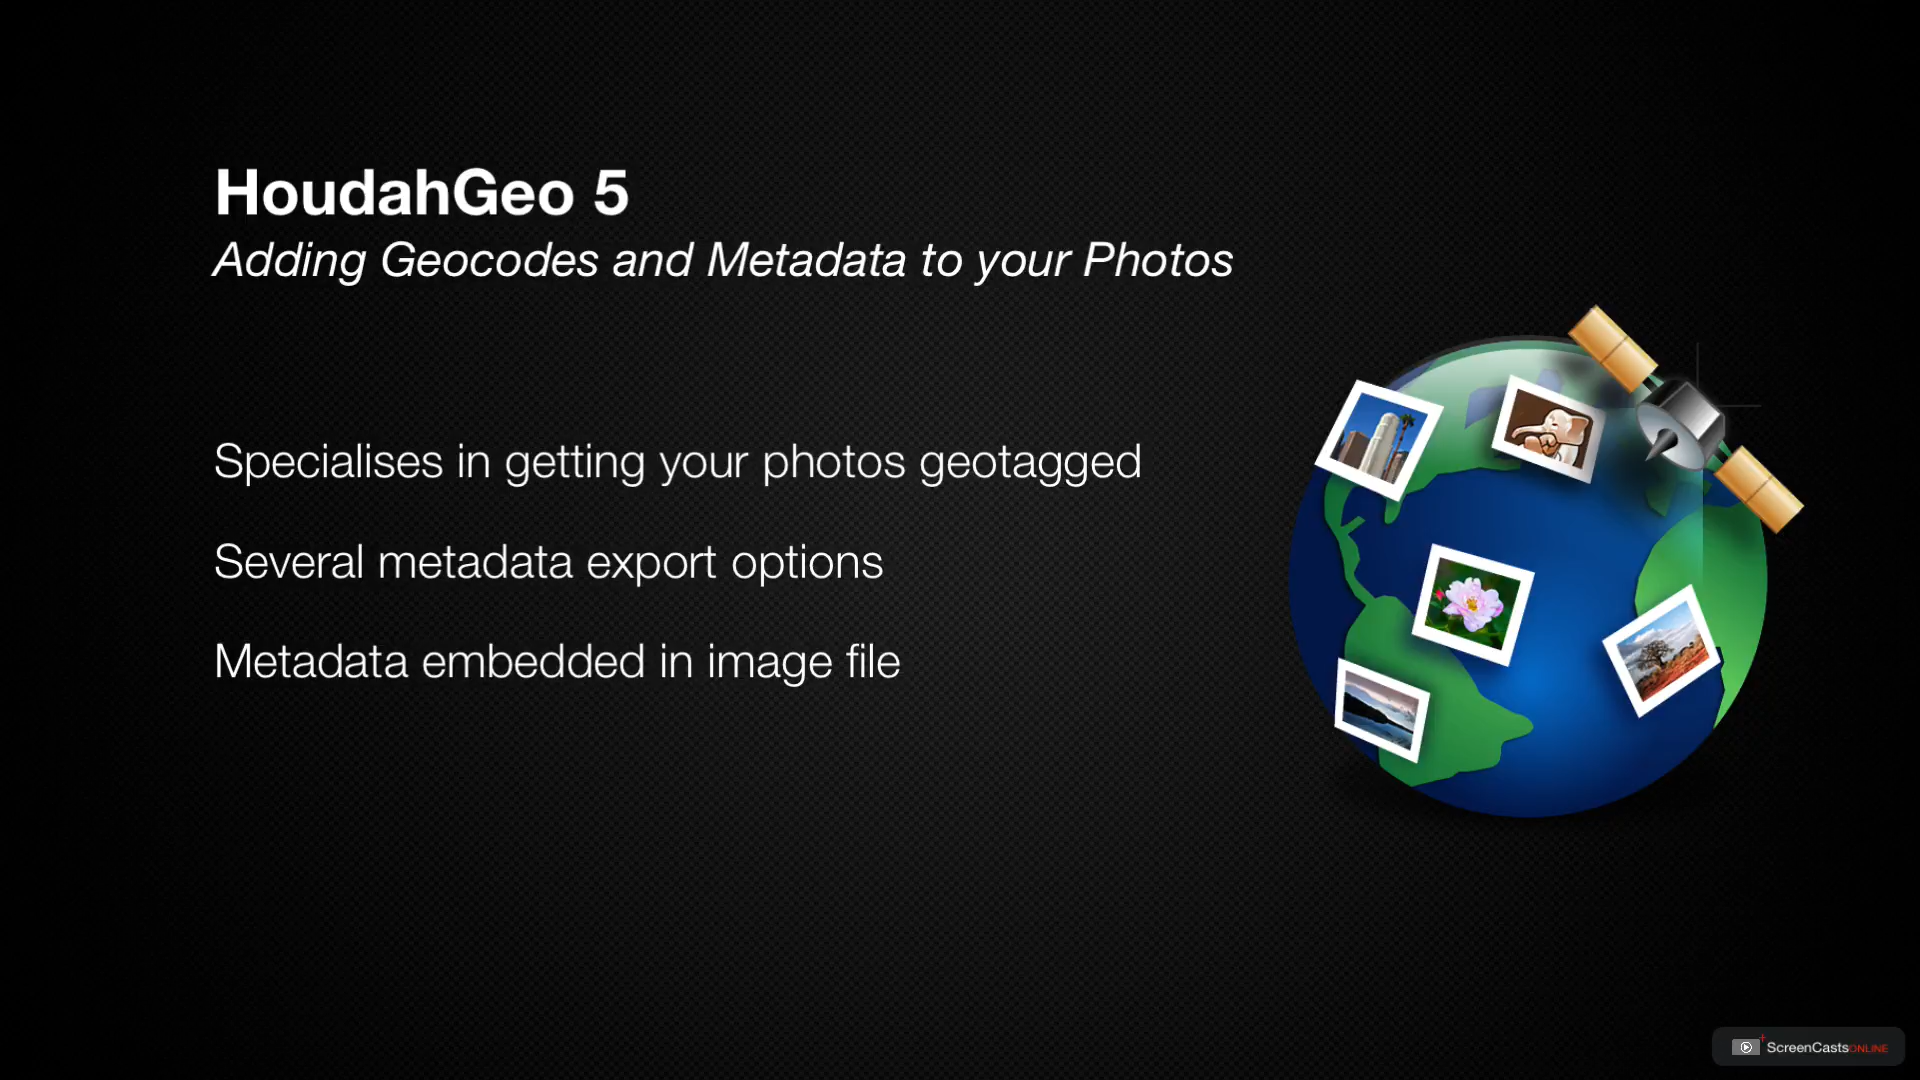 HoudahGeo 5
Adding Geocodes and Metadata to your Photos
Specialises in getting your photos geotagged
Several metadata export options
Metadata embedded in image file
ScreenCastsONLINE